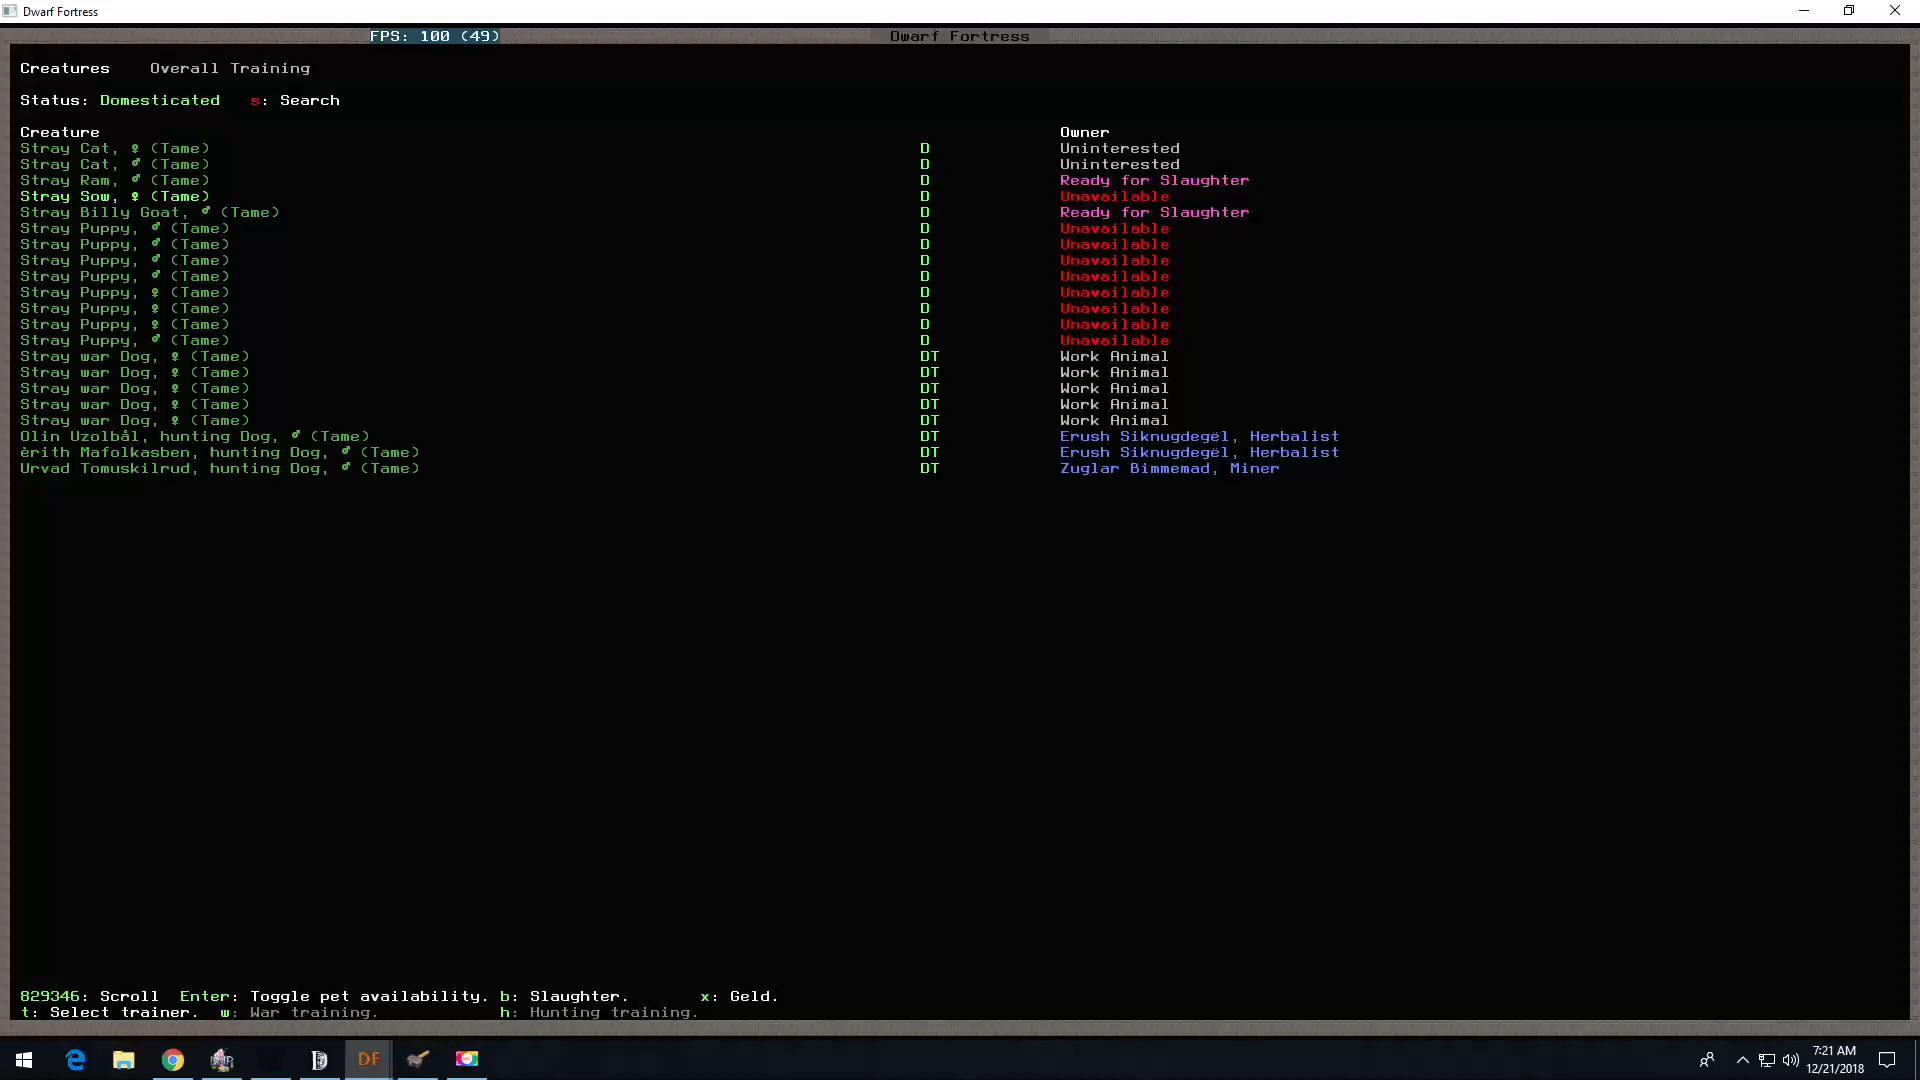 Dwarf Fortress
FPS: 100 (49) Dwarf Fortress
Creatures Overall Training
Status: Domesticated s: Search
Creature Owner
Stray Cat, ♀ (Tame) D Uninterested
Stray Cat, ♂ (Tame) D Uninterested
Stray Ram, ♂ (Tame) D Ready for Slaughter
Stray Sow, ♀ (Tame) D Unavailable
Stray Billy Goat, ♂ (Tame) D Ready for Slaughter
Stray Puppy, ♂ (Tame) D Unavailable
Stray Puppy, ♂ (Tame) D Unavailable
Stray Puppy, ♂ (Tame) D Unavailable
Stray Puppy, ♂ (Tame) D Unavailable
Stray Puppy, ♀ (Tame) D Unavailable
Stray Puppy, ♀ (Tame) D Unavailable
Stray Puppy, ♀ (Tame) D Unavailable
Stray Puppy, ♂ (Tame) D Unavailable
Stray war Dog, ♀ (Tame) DT Work Animal
Stray war Dog, ♀ (Tame) DT Work Animal
Stray war Dog, ♀ (Tame) DT Work Animal
Stray war Dog, ♀ (Tame) DT Work Animal
Stray war Dog, ♀ (Tame) DT Work Animal
Olin Uzolbål, hunting Dog, ♂ (Tame) DT Erush Siknugdegël, Herbalist
èrith Mafolkasben, hunting Dog, ♂ (Tame) DT Erush Siknugdegël, Herbalist
Urvad Tomuskilrud, hunting Dog, ♂ (Tame) DT Zuglar Bimmemad, Miner
829346: Scroll Enter: Toggle pet availability. b: Slaughter. x: Geld.
t: Select trainer. w: War training. h: Hunting training.
DF
7:21 AM
12/21/2018